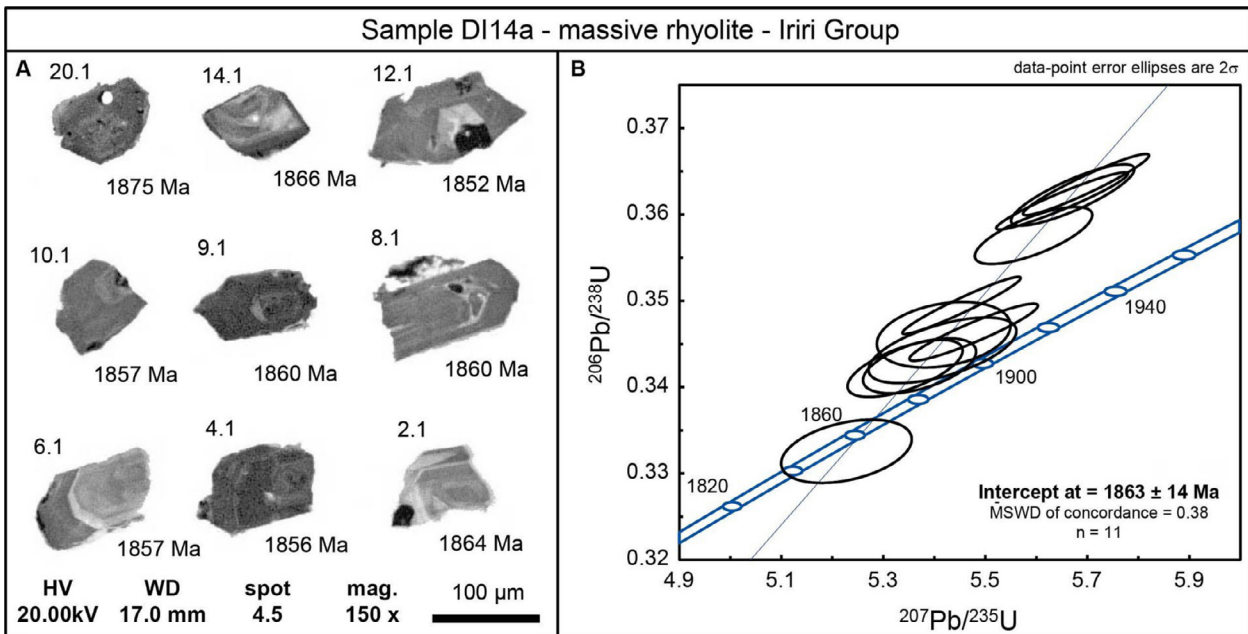 Sample DI14a - massive rhyolite - Iriri Group
A
20.1
14.1
12.1
1875 Ma
1866 Ma
1852 Ma
10.1
9.1
8.1
1857 Ma
1860 Ma
1860 Ma
6.1
4.1
2.1
1857 Ma
1856 Ma
1864 Ma
HV WD spot mag. 100 µm
20.00kV 17.0 mm 4.5 150 x
B
data-point error ellipses are 2σ
0.37
0.36
0.35
0.34
0.33
0.32
²⁰⁶Pb/²³⁸U
1940
1900
1860
1820
Intercept at = 1863 ± 14 Ma
MSWD of concordance = 0.38
n = 11
4.9 5.1 5.3 5.5 5.7 5.9
²⁰⁷Pb/²³⁵U